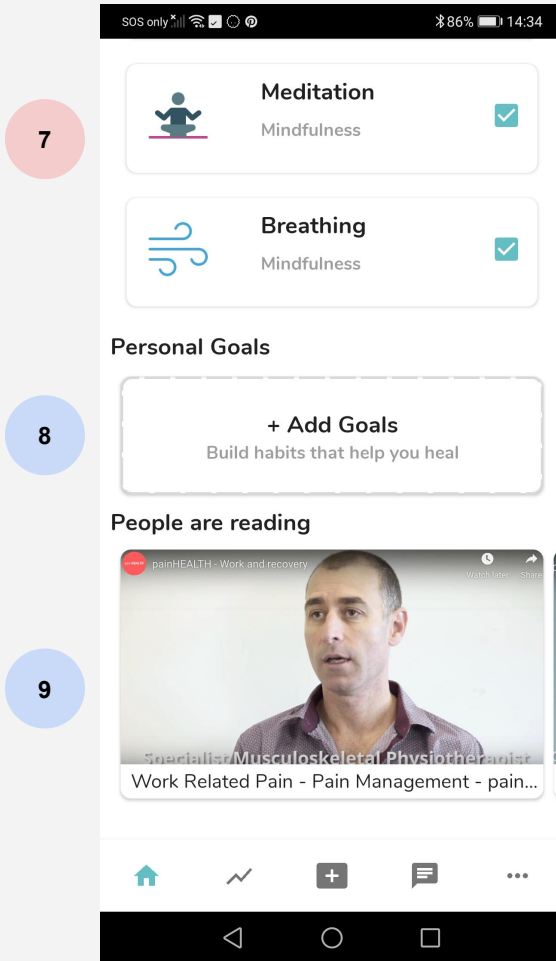 SOS only
86% 14:34
7
Meditation
Mindfulness
Breathing
Mindfulness
Personal Goals
8
+ Add Goals
Build habits that help you heal
People are reading
painHEALTH - Work and recovery
Watch later Share
9
Specialist Musculoskeletal Physiotherapist
Work Related Pain - Pain Management - pain...